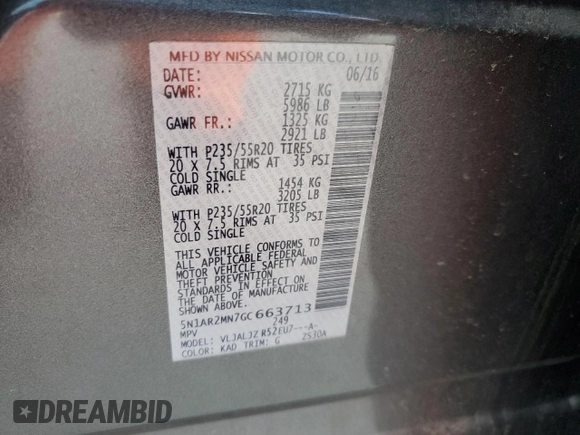 MFD BY NISSAN MOTOR CO., LTD.
DATE: 06/16
GVWR: 2715 KG
5986 LB
GAWR FR.: 1325 KG
2921 LB
WITH P235/55R20 TIRES
20 X 7.5 RIMS AT 35 PSI
COLD SINGLE
GAWR RR.: 1454 KG
3205 LB
WITH P235/55R20 TIRES
20 X 7.5 RIMS AT 35 PSI
COLD SINGLE
THIS VEHICLE CONFORMS TO
ALL APPLICABLE FEDERAL
MOTOR VEHICLE SAFETY AND
THEFT PREVENTION
STANDARDS IN EFFECT ON
THE DATE OF MANUFACTURE
SHOWN ABOVE.
5N1AR2MN7GC663713
MPV 249
MODEL: VLJALJZ R52EU7---A-
COLOR: KAD TRIM: G 2530A
DREAMBID